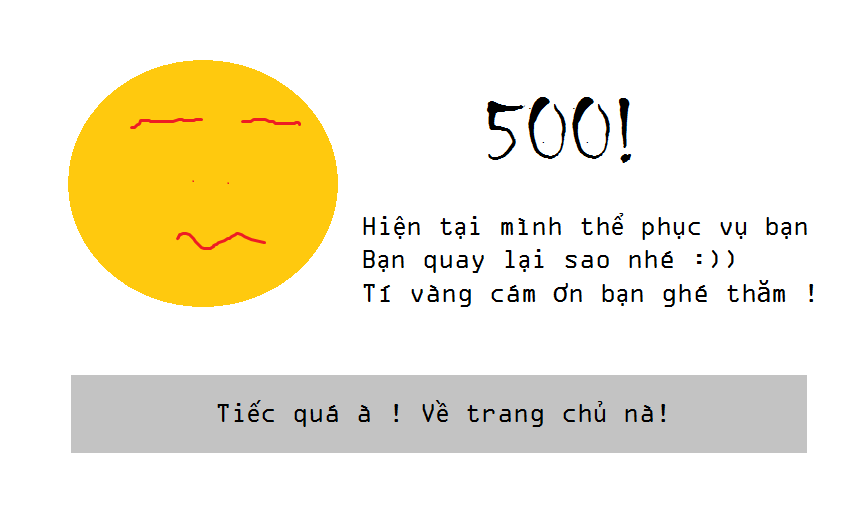 500!
Hiện tại mình thể phục vụ bạn
Bạn quay lại sao nhé :))
Tí vàng cám ơn bạn ghé thăm !
Tiếc quá à ! Về trang chủ nà!